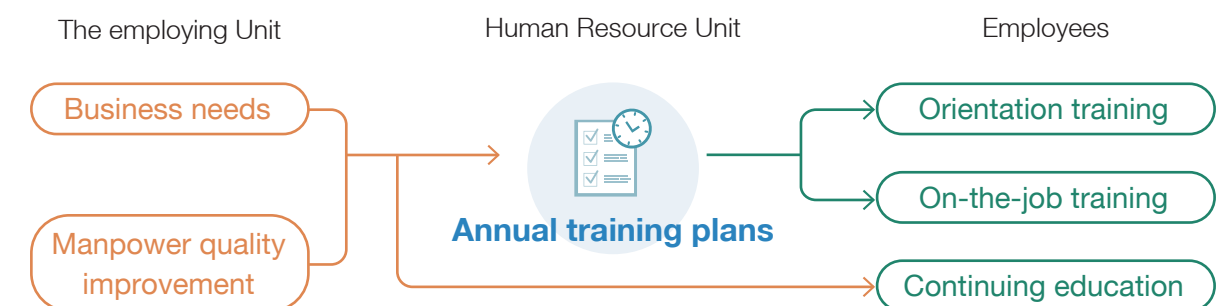 The employing Unit
Human Resource Unit
Employees
Business needs
Manpower quality
improvement
Annual training plans
Orientation training
On-the-job training
Continuing education